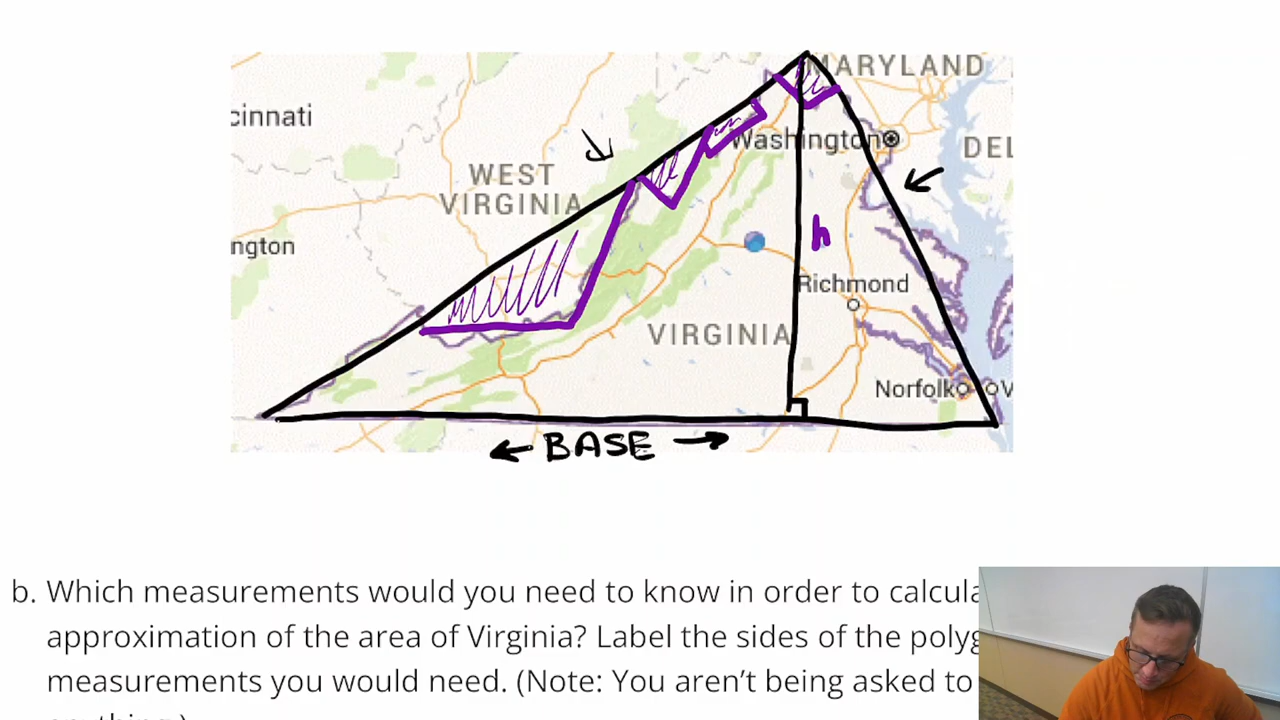 MARYLAND
cinnati
Washington
DEL
WEST
VIRGINIA
ngton
h
Richmond
VIRGINIA
Norfolk
V
BASE
b. Which measurements would you need to know in order to calcula
approximation of the area of Virginia? Label the sides of the polyg
measurements you would need. (Note: You aren't being asked to